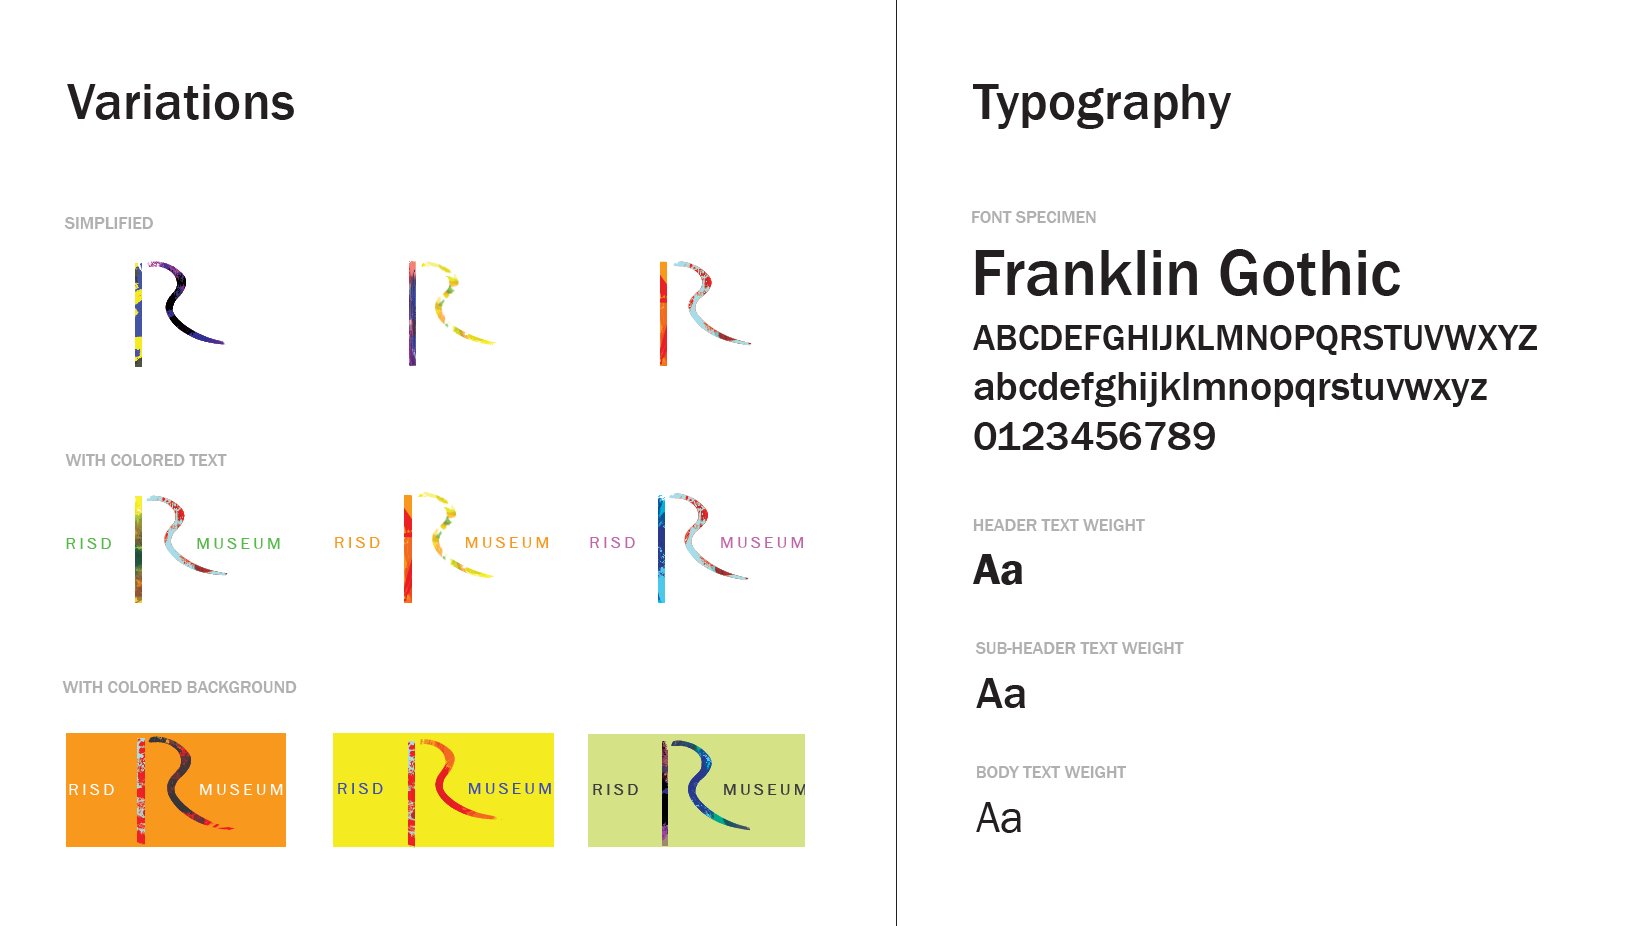 Variations
SIMPLIFIED
R
R
R
WITH COLORED TEXT
RISD R MUSEUM
RISD R MUSEUM
RISD R MUSEUM
WITH COLORED BACKGROUND
RISD R MUSEUM
RISD R MUSEUM
RISD R MUSEUM
Typography
FONT SPECIMEN
Franklin Gothic
ABCDEFGHIJKLMNOPQRSTUVWXYZ
abcdefghijklmnopqrstuvwxyz
0123456789
HEADER TEXT WEIGHT
Aa
SUB-HEADER TEXT WEIGHT
Aa
BODY TEXT WEIGHT
Aa